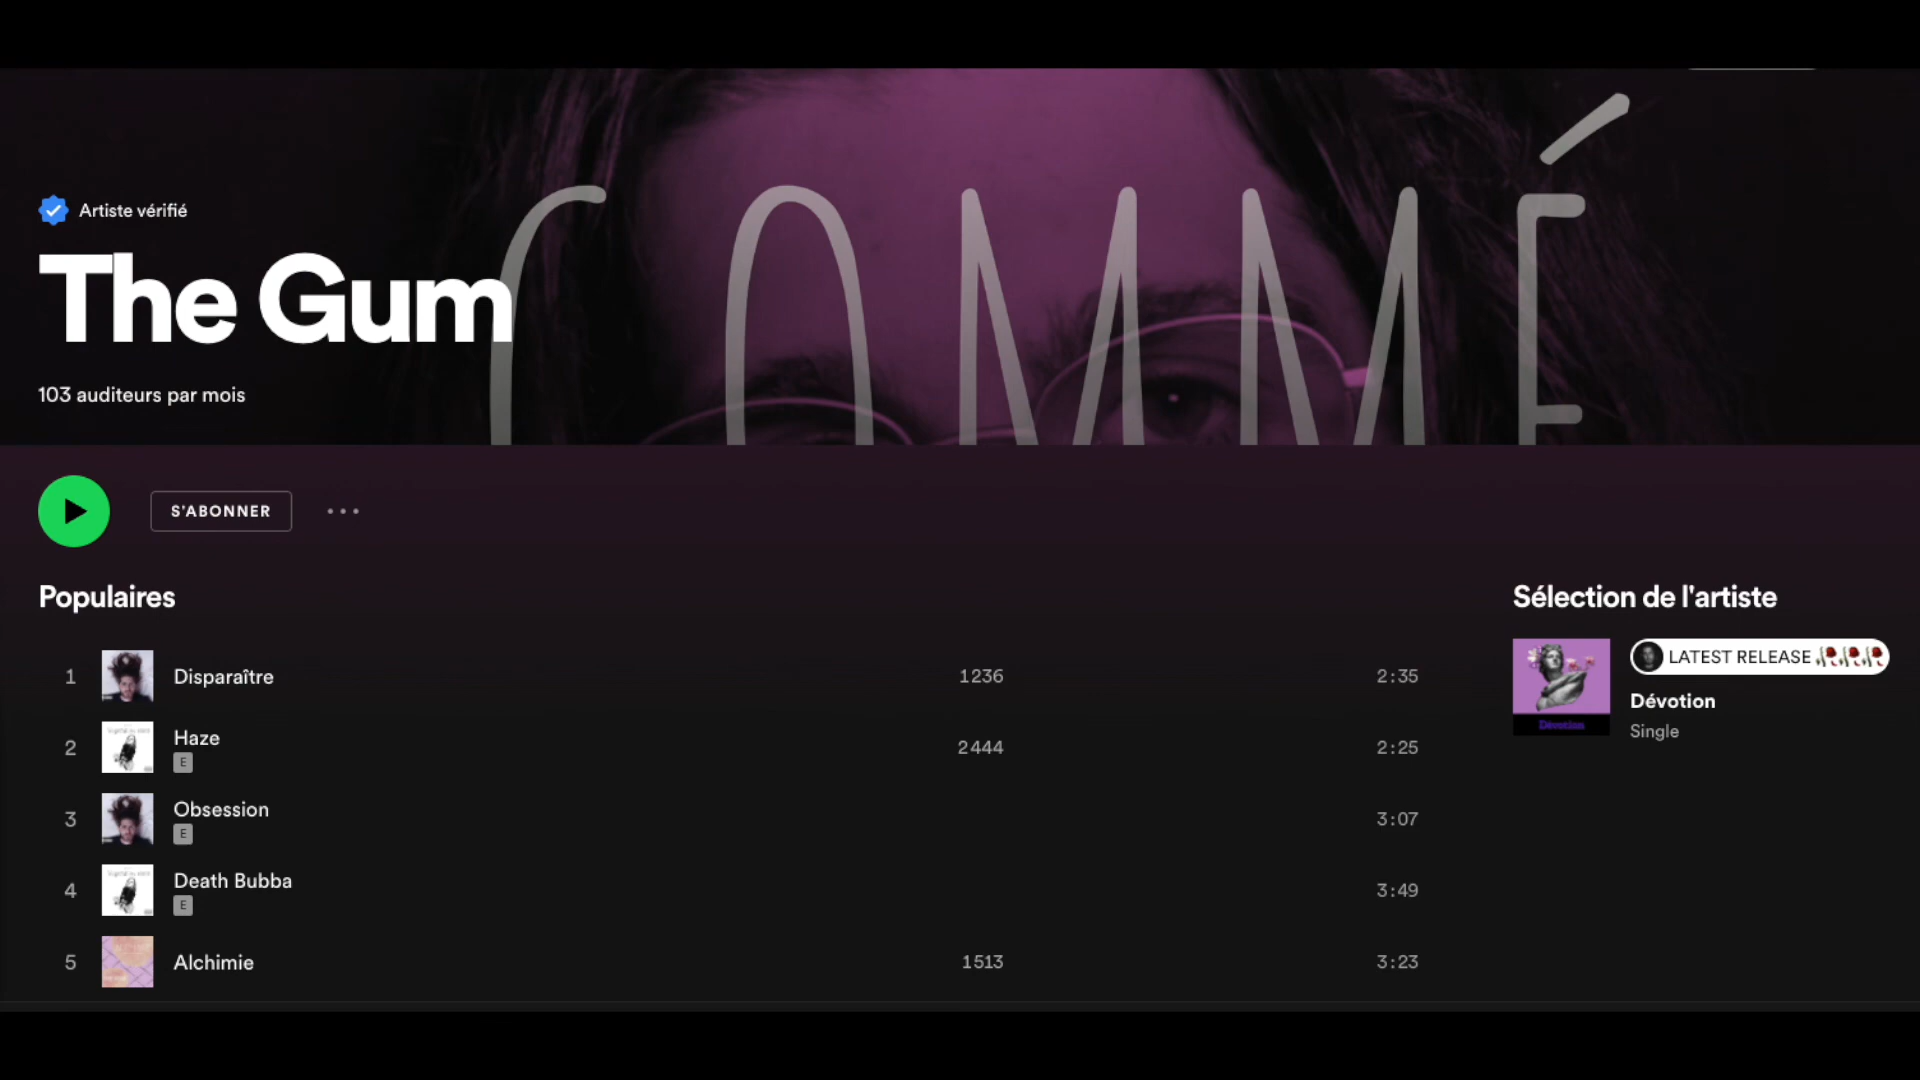 COMMÉ
Artiste vérifié
The Gum
103 auditeurs par mois
S'ABONNER
Populaires
1 Disparaître 1236 2:35
2 Haze 2444 2:25
E
3 Obsession 3:07
E
4 Death Bubba 3:49
E
5 Alchimie 1513 3:23
Sélection de l'artiste
LATEST RELEASE 🥀🥀🥀
Dévotion
Single
Dévotion